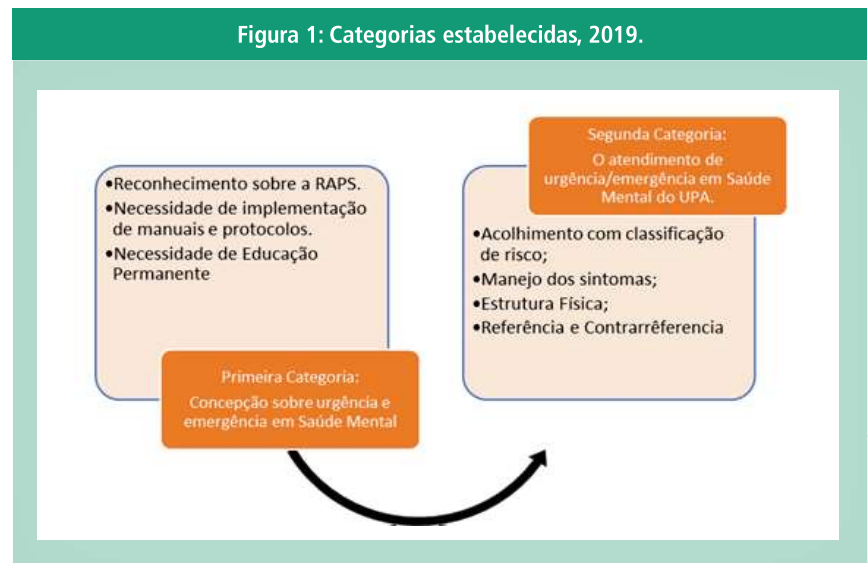 Figura 1: Categorias estabelecidas, 2019.
•Reconhecimento sobre a RAPS.
•Necessidade de implementação
de manuais e protocolos.
•Necessidade de Educação
Permanente
Primeira Categoria:
Concepção sobre urgência e
emergência em Saúde Mental
Segunda Categoria:
O atendimento de
urgência/emergência em Saúde
Mental do UPA.
•Acolhimento com classificação
de risco;
•Manejo dos sintomas;
•Estrutura Física;
•Referência e Contrarrêferencia